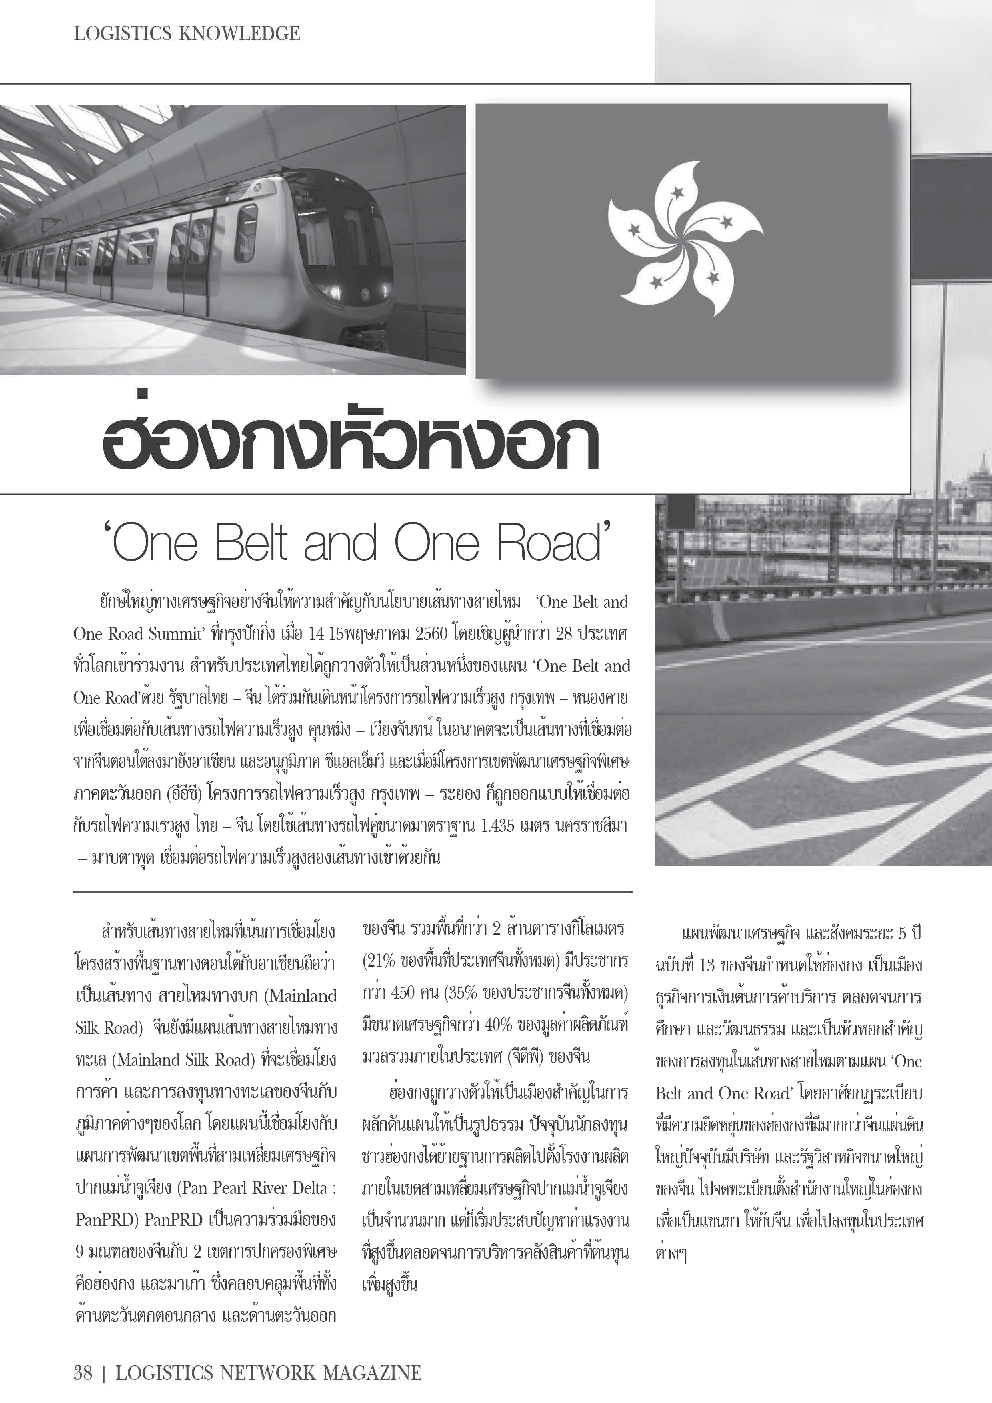 LOGISTICS KNOWLEDGE
ฮ่องกงหัวหงอก
‘One Belt and One Road’
ยักษ์ใหญ่ทางเศรษฐกิจอย่างจีนให้ความสำคัญกับนโยบายเส้นทางสายไหม ‘One Belt and
One Road Summit’ ที่กรุงปักกิ่ง เมื่อ 14-15พฤษภาคม 2560 โดยเชิญผู้นำกว่า 28 ประเทศ
ทั่วโลกเข้าร่วมงาน สำหรับประเทศไทยได้ถูกวางตัวให้เป็นส่วนหนึ่งของแผน ‘One Belt and
One Road’ด้วย รัฐบาลไทย – จีน ได้ร่วมกันเดินหน้าโครงการรถไฟความเร็วสูง กรุงเทพ – หนองคาย
เพื่อเชื่อมต่อกับเส้นทางรถไฟความเร็วสูง คุนหมิง – เวียงจันทน์ ในอนาคตจะเป็นเส้นทางที่เชื่อมต่อ
จากจีนตอนใต้ลงมายังอาเซียน และอนุภูมิภาค ซีแอลเอ็มวี และเมื่อมีโครงการเขตพัฒนาเศรษฐกิจพิเศษ
ภาคตะวันออก (อีอีซี) โครงการรถไฟความเร็วสูง กรุงเทพ – ระยอง ก็ถูกออกแบบให้เชื่อมต่อ
กับรถไฟความเรวสูง ไทย – จีน โดยใช้เส้นทางรถไฟคู่ขนาดมาตราฐาน 1.435 เมตร นครราชสีมา
– มาบตาพุด เชื่อมต่อรถไฟความเร็วสูงสองเส้นทางเข้าด้วยกัน
สำหรับเส้นทางสายไหมที่เน้นการเชื่อมโยง
โครงสร้างพื้นฐานทางตอนใต้กับอาเซียนถือว่า
เป็นเส้นทาง สายไหมทางบก (Mainland
Silk Road) จีนยังมีแผนเส้นทางสายไหมทาง
ทะเล (Mainland Silk Road) ที่จะเชื่อมโยง
การค้า และการลงทุนทางทะเลของจีนกับ
ภูมิภาคต่างๆของโลก โดยแผนนี้เชื่อมโยงกับ
แผนการพัฒนาเขตพื้นที่สามเหลี่ยมเศรษฐกิจ
ปากแม่น้ำจูเจียง (Pan Pearl River Delta :
PanPRD) PanPRD เป็นความร่วมมือของ
9 มณฑลของจีนกับ 2 เขตการปกครองพิเศษ
คือฮ่องกง และมาเก๊า ซึ่งคลอบคลุมพื้นที่ทั้ง
ด้านตะวันตกตอนกลาง และด้านตะวันออก
ของจีน รวมพื้นที่กว่า 2 ล้านตารางกิโลเมตร
(21% ของพื้นที่ประเทศจีนทั้งหมด) มีประชากร
กว่า 450 คน (35% ของประชากรจีนทั้งหมด)
มีขนาดเศรษฐกิจกว่า 40% ของมูลค่าผลิตภัณฑ์
มวลรวมภายในประเทศ (จีดีพี) ของจีน
ฮ่องกงถูกวางตัวให้เป็นเมืองสำคัญในการ
ผลักดันแผนให้เป็นรูปธรรม ปัจจุบันนักลงทุน
ชาวฮ่องกงได้ย้ายฐานการผลิตไปตั้งโรงงานผลิต
ภายในเขตสามเหลี่ยมเศรษฐกิจปากแม่น้ำจูเจียง
เป็นจำนวนมาก แต่ก็เริ่มประสบปัญหาค่าแรงงาน
ที่สูงขึ้นตลอดจนการบริหารคลังสินค้าที่ต้นทุน
เพิ่มสูงขึ้น
แผนพัฒนาเศรษฐกิจ และสังคมระยะ 5 ปี
ฉบับที่ 13 ของจีนกำหนดให้ฮ่องกง เป็นเมือง
ธุรกิจการเงินต้นการค้าบริการ ตลอดจนการ
ศึกษา และวัฒนธรรม และเป็นหัวหอกสำคัญ
ของการลงทุนในเส้นทางสายไหมตามแผน ‘One
Belt and One Road’ โดยอาศัยกฎระเบียบ
ที่มีความยืดหยุ่นของฮ่องกงที่มีมากกว่าจีนแผ่นดิน
ใหญ่ปัจจุบันมีบริษัท และรัฐวิสาหกิจขนาดใหญ่
ของจีน ไปจดทะเบียนตั้งสำนักงานใหญ่ในฮ่องกง
เพื่อเป็นแขนขา ให้กับจีน เพื่อไปลงทุนในประเทศ
ต่างๆ
38 | LOGISTICS NETWORK MAGAZINE